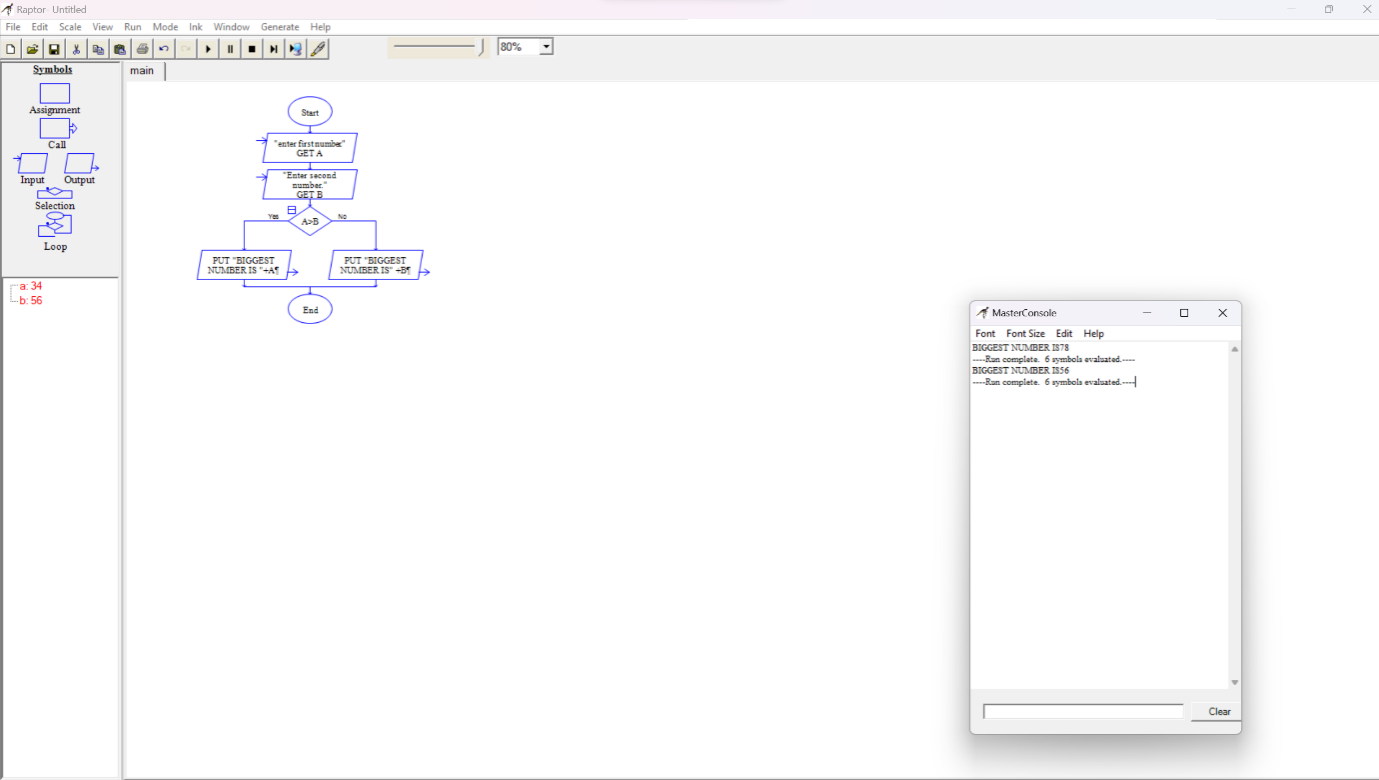 Raptor- Untitled
File Edit Scale View Run Mode Ink Window Generate Help
80%
Symbols
Assignment
Call
Input Output
Selection
Loop
a: 34
b: 56
main
Start
"enter first number"
GET A
"Enter second
number."
GET B
Yes A>B No
PUT "BIGGEST
NUMBER IS "+A¶
PUT "BIGGEST
NUMBER IS" +B¶
End
MasterConsole
Font Font Size Edit Help
BIGGEST NUMBER IS78
----Run complete. 6 symbols evaluated.----
BIGGEST NUMBER IS56
----Run complete. 6 symbols evaluated.----
Clear